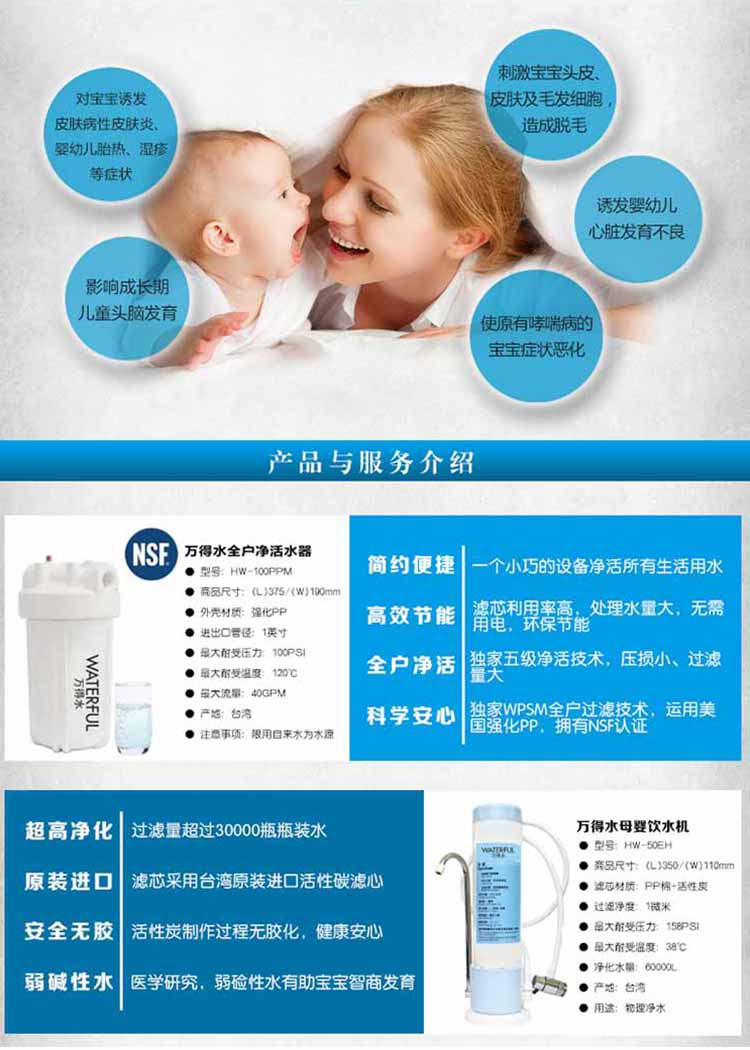 对宝宝诱发
皮肤病性皮肤炎、
婴幼儿胎热、湿疹
等症状
刺激宝宝头皮、
皮肤及毛发细胞，
造成脱毛
诱发婴幼儿
心脏发育不良
影响成长期
儿童头脑发育
使原有哮喘病的
宝宝症状恶化
产品与服务介绍
NSF
万得水全户净活水器
● 型号：HW-100PPM
● 商品尺寸：(L)375/(W)190mm
● 外壳材质：强化PP
● 进出口管径：1英寸
● 最大耐受压力：100PSI
● 最大耐受温度：120℃
● 最大流量：40GPM
● 产地：台湾
● 注意事项：限用自来水为水源
WATERFUL
万得水
简约便捷 一个小巧的设备净活所有生活用水
高效节能 滤芯利用率高，处理水量大，无需
用电，环保节能
全户净活 独家五级净活技术，压损小、过滤
量大
科学安心 独家WPSM全户过滤技术，运用美
国强化PP，拥有NSF认证
超高净化 过滤量超过30000瓶瓶装水
原装进口 滤芯采用台湾原装进口活性碳滤心
安全无胶 活性炭制作过程无胶化，健康安心
弱碱性水 医学研究，弱硷性水有助宝宝智商发育
WATERFUL
万得水
万得水母婴饮水机
● 型号：HW-50EH
● 商品尺寸：(L)350/(W)110mm
● 滤芯材质：PP棉+活性炭
● 过滤净度：1微米
● 最大耐受压力：158PSI
● 最大耐受温度：38℃
● 净化水量：60000L
● 产地：台湾
● 用途：物理净水